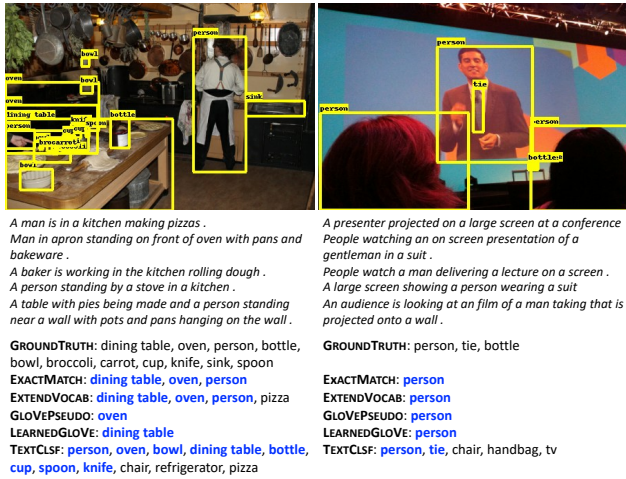 person
bowl
oven
bowl
sink
oven
dining table
bottle
person
cup
bowl
person
tie
person
person
A man is in a kitchen making pizzas .
Man in apron standing on front of oven with pans and
bakeware .
A baker is working in the kitchen rolling dough .
A person standing by a stove in a kitchen .
A table with pies being made and a person standing
near a wall with pots and pans hanging on the wall .
GROUNDTRUTH: dining table, oven, person, bottle,
bowl, broccoli, carrot, cup, knife, sink, spoon
EXACTMATCH: dining table, oven, person
EXTENDVOCAB: dining table, oven, person, pizza
GLOVEPSEUDO: oven
LEARNEDGLOVE: dining table
TEXTCLSF: person, oven, bowl, dining table, bottle,
cup, spoon, knife, chair, refrigerator, pizza
A presenter projected on a large screen at a conference
People watching an on screen presentation of a
gentleman in a suit .
People watch a man delivering a lecture on a screen .
A large screen showing a person wearing a suit
An audience is looking at an film of a man taking that is
projected onto a wall .
GROUNDTRUTH: person, tie, bottle
EXACTMATCH: person
EXTENDVOCAB: person
GLOVEPSEUDO: person
LEARNEDGLOVE: person
TEXTCLSF: person, tie, chair, handbag, tv